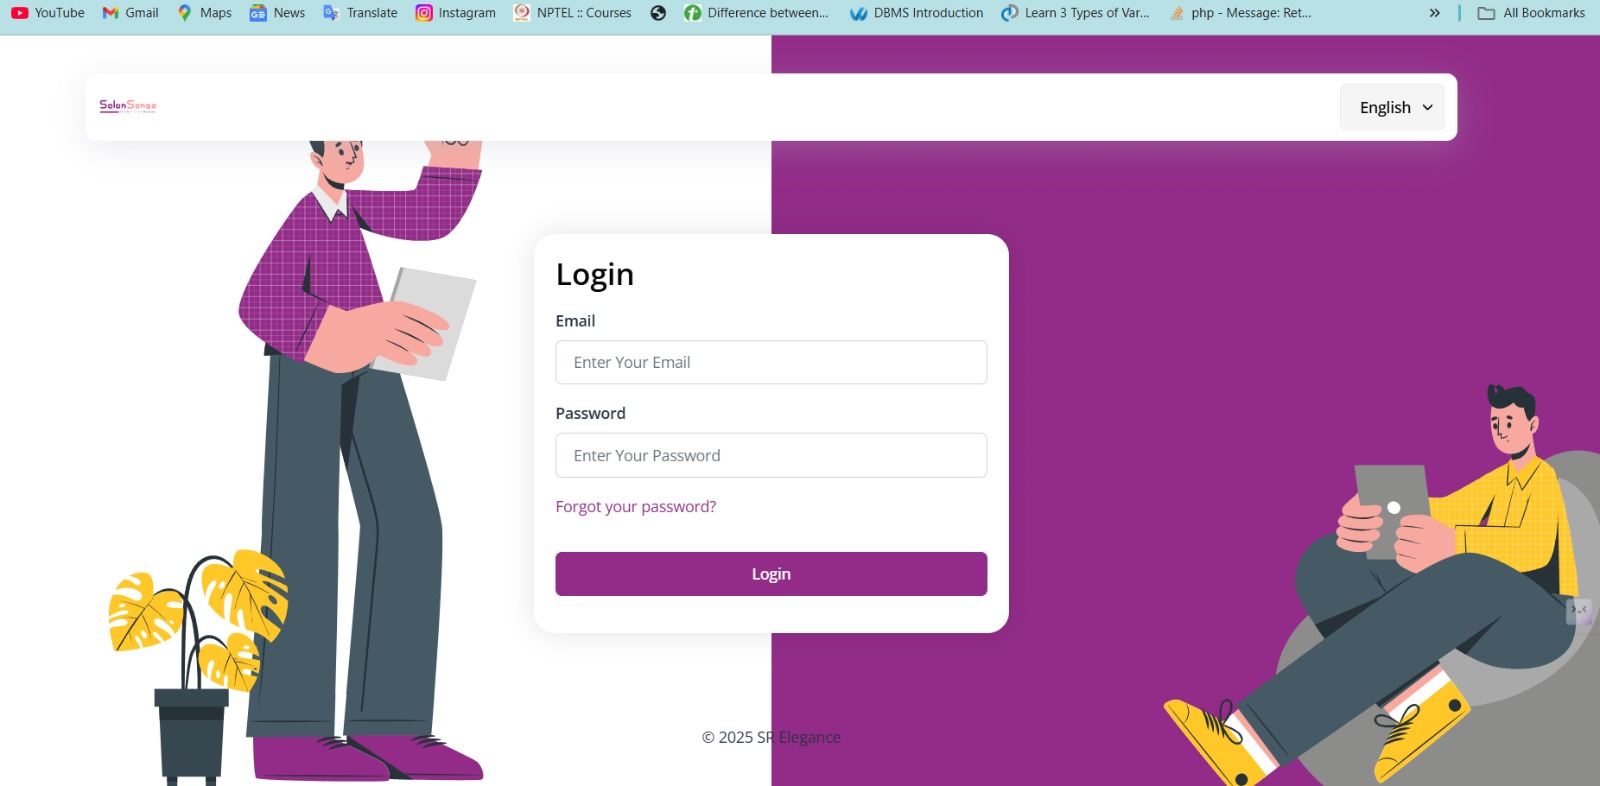 YouTube Gmail Maps News Translate Instagram NPTEL :: Courses Difference between... DBMS Introduction Learn 3 Types of Var... php - Message: Ret... » All Bookmarks
SalonSense
English
Login
Email
Enter Your Email
Password
Enter Your Password
Forgot your password?
Login
© 2025 SR Elegance